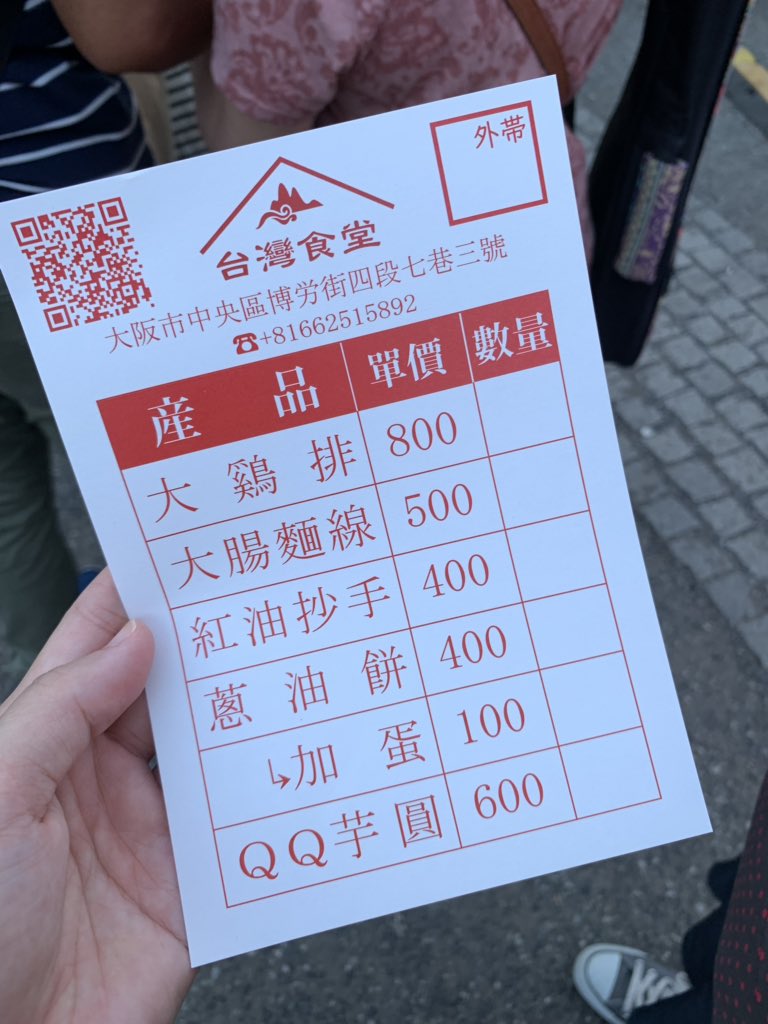 外帯
台灣食堂
大阪市中央區博労街四段七巷三號
☎+81662515892
産品 單價 數量
大鷄排 800
大腸麵線 500
紅油抄手 400
蔥油餅 400
↳加蛋 100
QQ芋圓 600